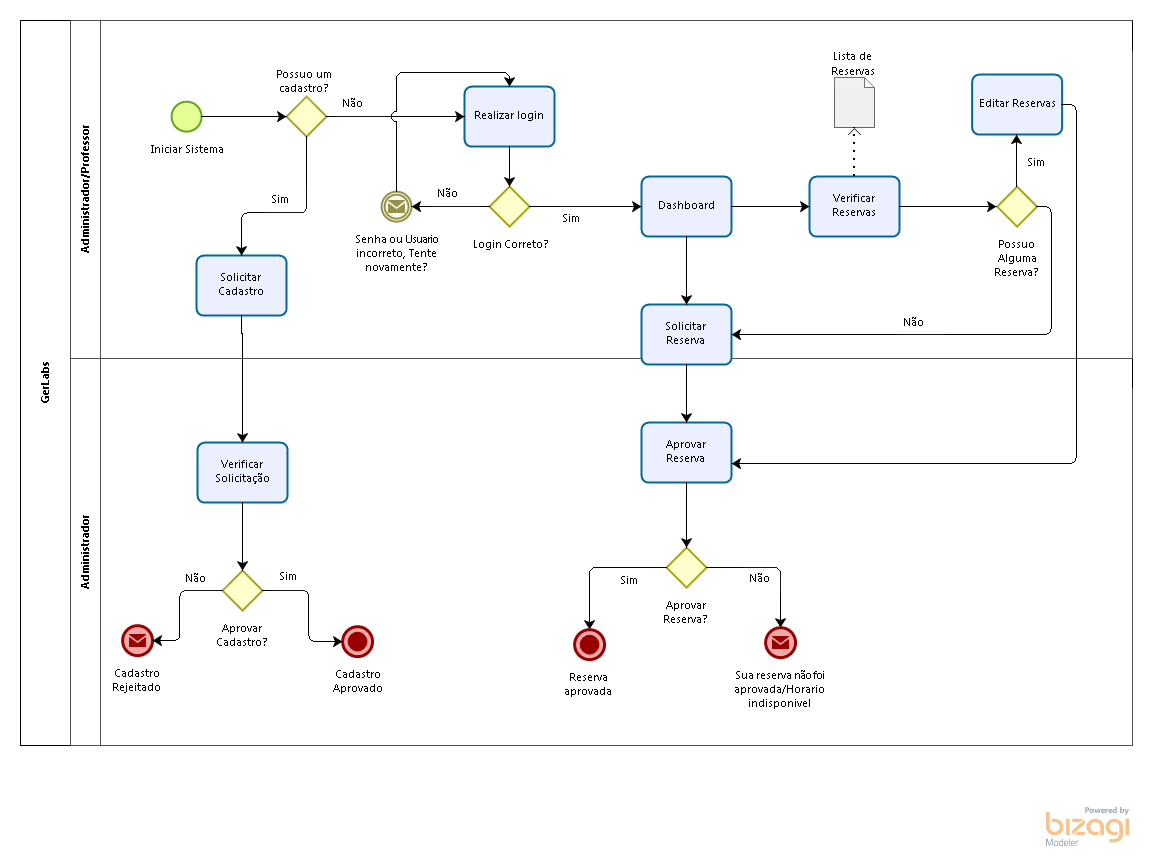 GerLabs
Administrador/Professor
Iniciar Sistema
Possuo um
cadastro?
Não
Sim
Realizar login
Não
Sim
Login Correto?
Senha ou Usuario
incorreto, Tente
novamente?
Solicitar
Cadastro
Dashboard
Lista de
Reservas
Verificar
Reservas
Editar Reservas
Sim
Possuo
Alguma
Reserva?
Não
Solicitar
Reserva
Administrador
Verificar
Solicitação
Não
Sim
Aprovar
Cadastro?
Cadastro
Rejeitado
Cadastro
Aprovado
Aprovar
Reserva
Sim
Não
Aprovar
Reserva?
Reserva
aprovada
Sua reserva não foi
aprovada/Horario
indisponivel
Powered by
bizagi
Modeler